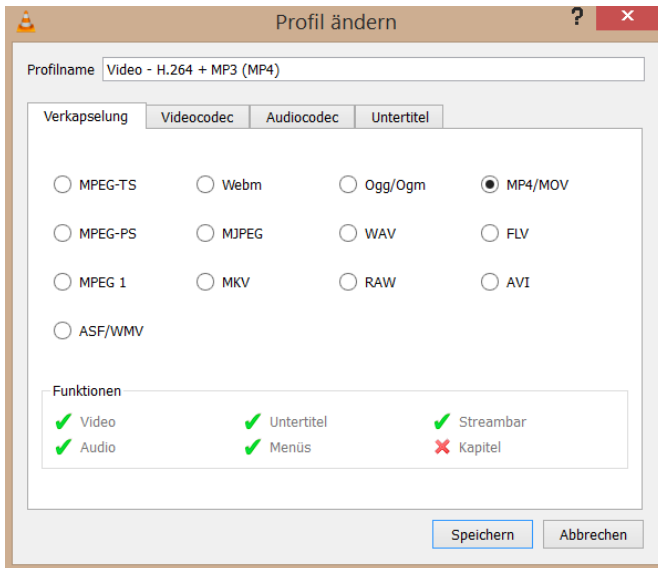 Profil ändern ?
Profilname Video - H.264 + MP3 (MP4)
Verkapselung Videocodec Audiocodec Untertitel
MPEG-TS Webm Ogg/Ogm MP4/MOV
MPEG-PS MJPEG WAV FLV
MPEG 1 MKV RAW AVI
ASF/WMV
Funktionen
Video Untertitel Streambar
Audio Menüs Kapitel
Speichern Abbrechen